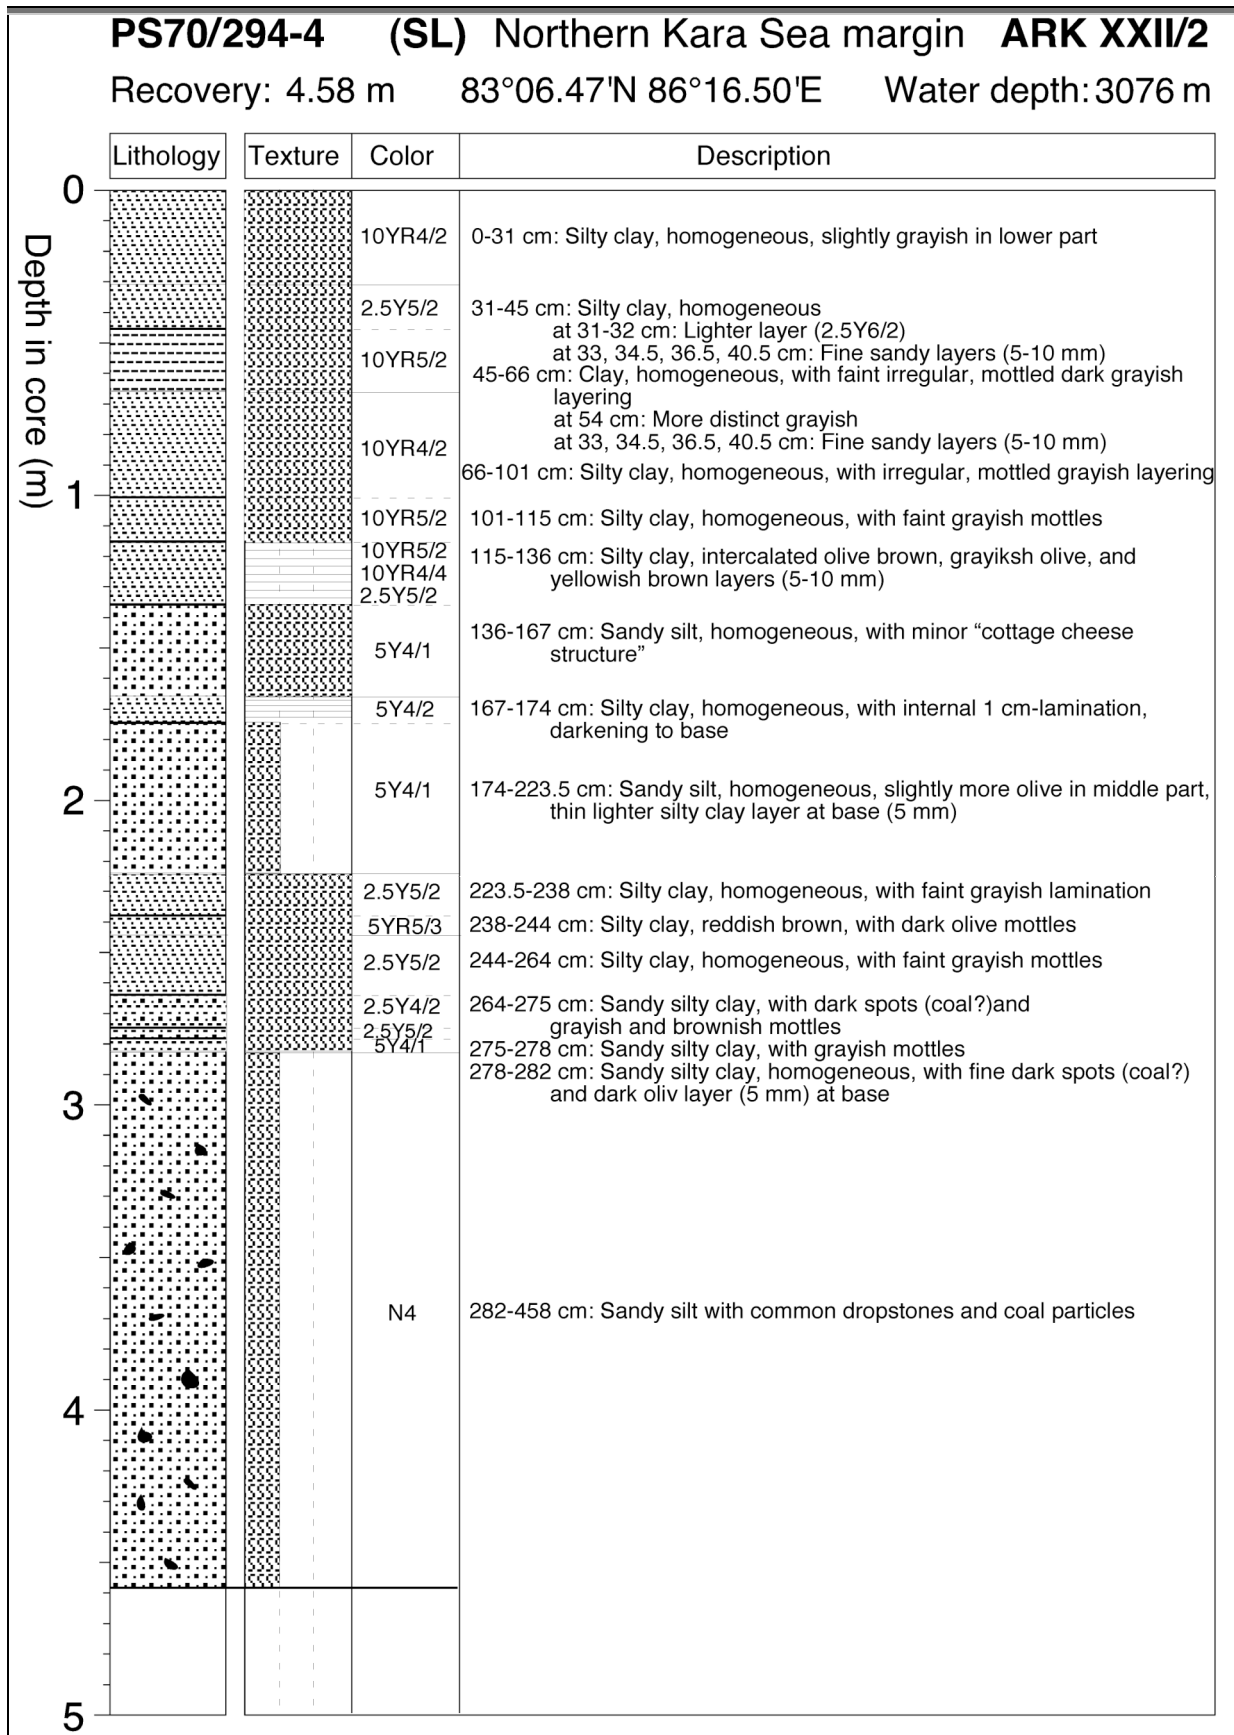 PS70/294-4 (SL) Northern Kara Sea margin ARK XXII/2
Recovery: 4.58 m 83°06.47'N 86°16.50'E Water depth: 3076 m
Lithology Texture Color Description
0
Depth in core (m)
10YR4/2 0-31 cm: Silty clay, homogeneous, slightly grayish in lower part
2.5Y5/2 31-45 cm: Silty clay, homogeneous
at 31-32 cm: Lighter layer (2.5Y6/2)
at 33, 34.5, 36.5, 40.5 cm: Fine sandy layers (5-10 mm)
10YR5/2 45-66 cm: Clay, homogeneous, with faint irregular, mottled dark grayish
layering
at 54 cm: More distinct grayish
at 33, 34.5, 36.5, 40.5 cm: Fine sandy layers (5-10 mm)
10YR4/2 66-101 cm: Silty clay, homogeneous, with irregular, mottled grayish layering
1
10YR5/2 101-115 cm: Silty clay, homogeneous, with faint grayish mottles
10YR5/2 115-136 cm: Silty clay, intercalated olive brown, grayiksh olive, and
10YR4/4 yellowish brown layers (5-10 mm)
2.5Y5/2
136-167 cm: Sandy silt, homogeneous, with minor “cottage cheese
5Y4/1 structure”
5Y4/2 167-174 cm: Silty clay, homogeneous, with internal 1 cm-lamination,
darkening to base
2
5Y4/1 174-223.5 cm: Sandy silt, homogeneous, slightly more olive in middle part,
thin lighter silty clay layer at base (5 mm)
2.5Y5/2 223.5-238 cm: Silty clay, homogeneous, with faint grayish lamination
5YR5/3 238-244 cm: Silty clay, reddish brown, with dark olive mottles
2.5Y5/2 244-264 cm: Silty clay, homogeneous, with faint grayish mottles
2.5Y4/2 264-275 cm: Sandy silty clay, with dark spots (coal?)and
2.5Y5/2 grayish and brownish mottles
5Y4/1 275-278 cm: Sandy silty clay, with grayish mottles
278-282 cm: Sandy silty clay, homogeneous, with fine dark spots (coal?)
and dark oliv layer (5 mm) at base
3
N4 282-458 cm: Sandy silt with common dropstones and coal particles
4
5